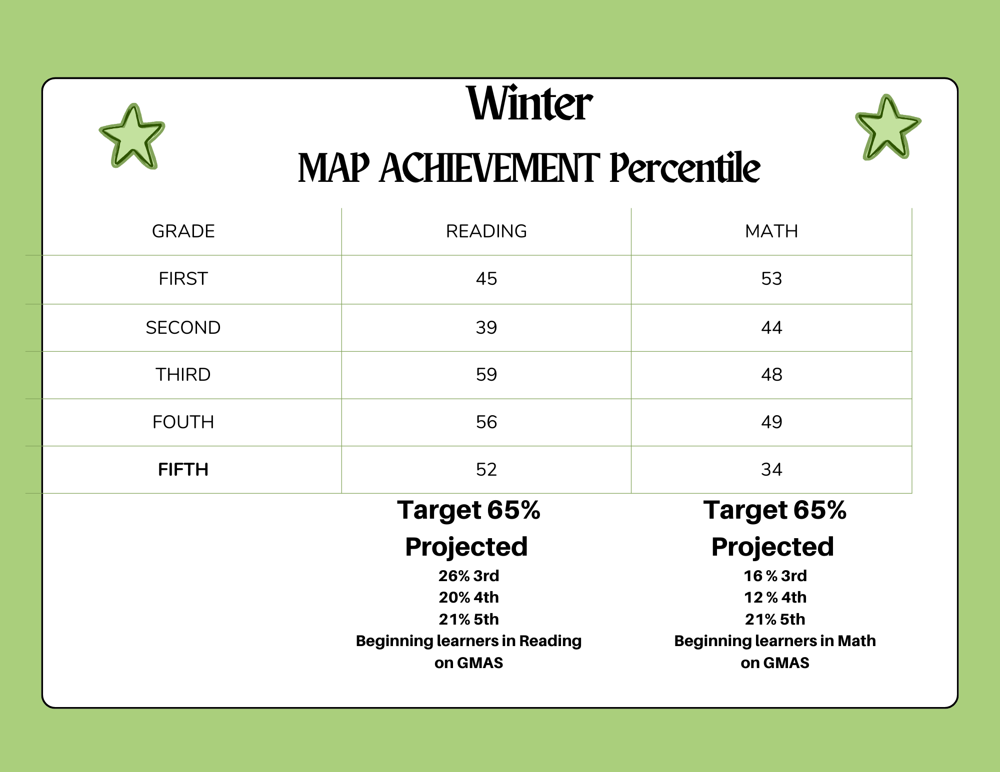 Winter
MAP ACHIEVEMENT Percentile
GRADE READING MATH
FIRST 45 53
SECOND 39 44
THIRD 59 48
FOUTH 56 49
FIFTH 52 34
Target 65% Target 65%
Projected Projected
26% 3rd 16 % 3rd
20% 4th 12 % 4th
21% 5th 21% 5th
Beginning learners in Reading Beginning learners in Math
on GMAS on GMAS